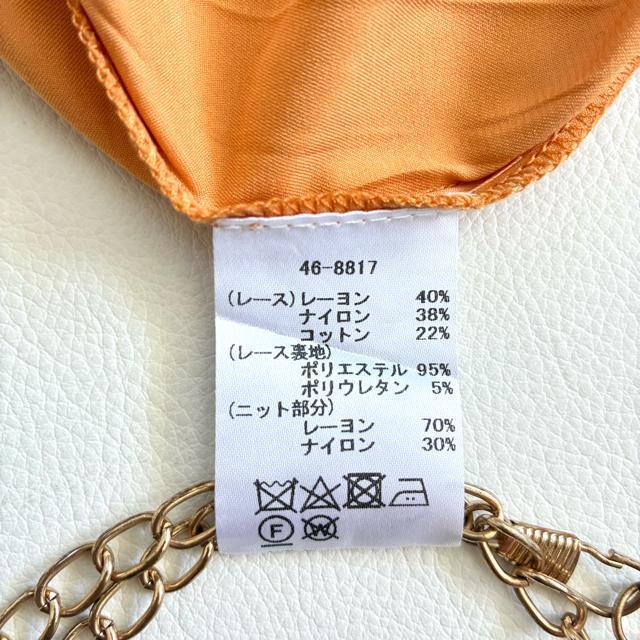 46-8817
(レース)レーヨン 40%
ナイロン 38%
コットン 22%
(レース裏地)
ポリエステル 95%
ポリウレタン 5%
(ニット部分)
レーヨン 70%
ナイロン 30%
F W